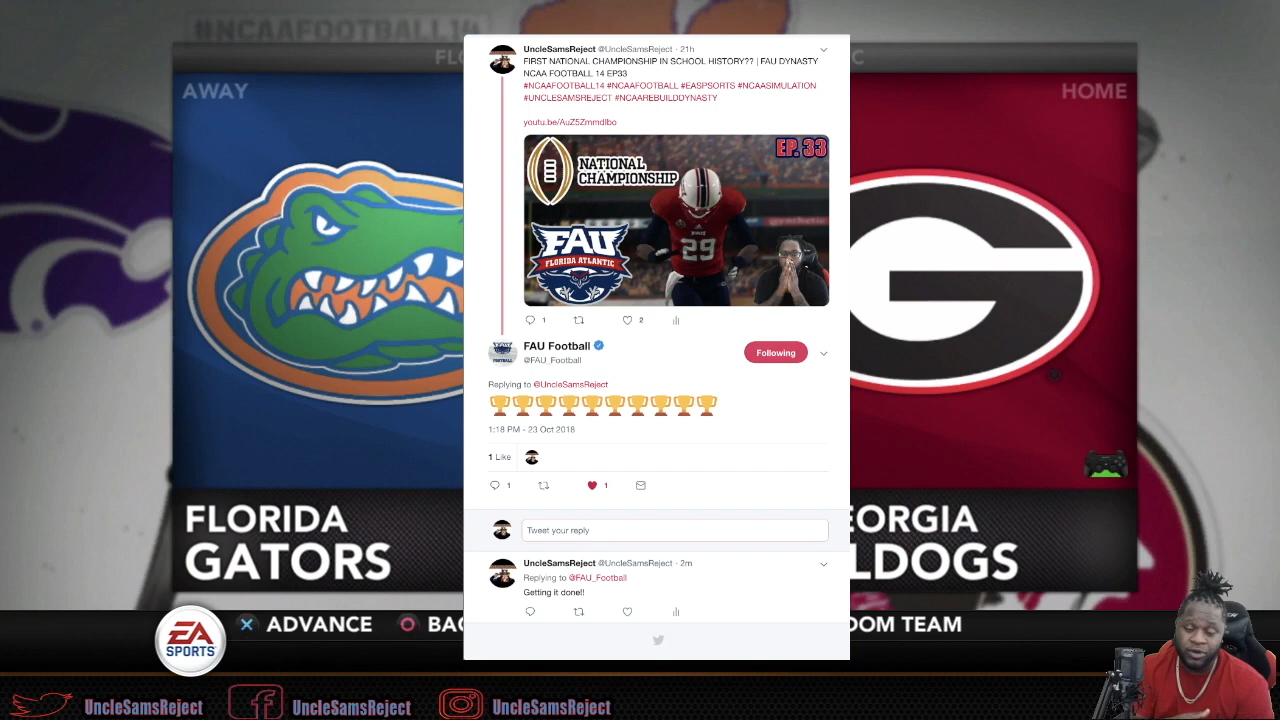 #NCAAFOOTBALL14
AWAY
HOME
UncleSamsReject @UncleSamsReject · 21h
FIRST NATIONAL CHAMPIONSHIP IN SCHOOL HISTORY?? | FAU DYNASTY
NCAA FOOTBALL 14 EP33
#NCAAFOOTBALL14 #NCAAFOOTBALL #EASPSORTS #NCAASIMULATION
#UNCLESAMSREJECT #NCAAREBUILDDYNASTY
youtu.be/AuZ5ZmmdIbo
EP. 33
NATIONAL
CHAMPIONSHIP
29
FAU
FLORIDA ATLANTIC
1
2
FAU Football
@FAU_Football
Following
Replying to @UncleSamsReject
1:18 PM - 23 Oct 2018
1 Like
1
1
Tweet your reply
UncleSamsReject @UncleSamsReject · 2m
Replying to @FAU_Football
Getting it done!!
G
FLORIDA
GATORS
EORGIA
LDOGS
EA
SPORTS
ADVANCE
BAC
OOM TEAM
UncleSamsReject
UncleSamsReject
UncleSamsReject